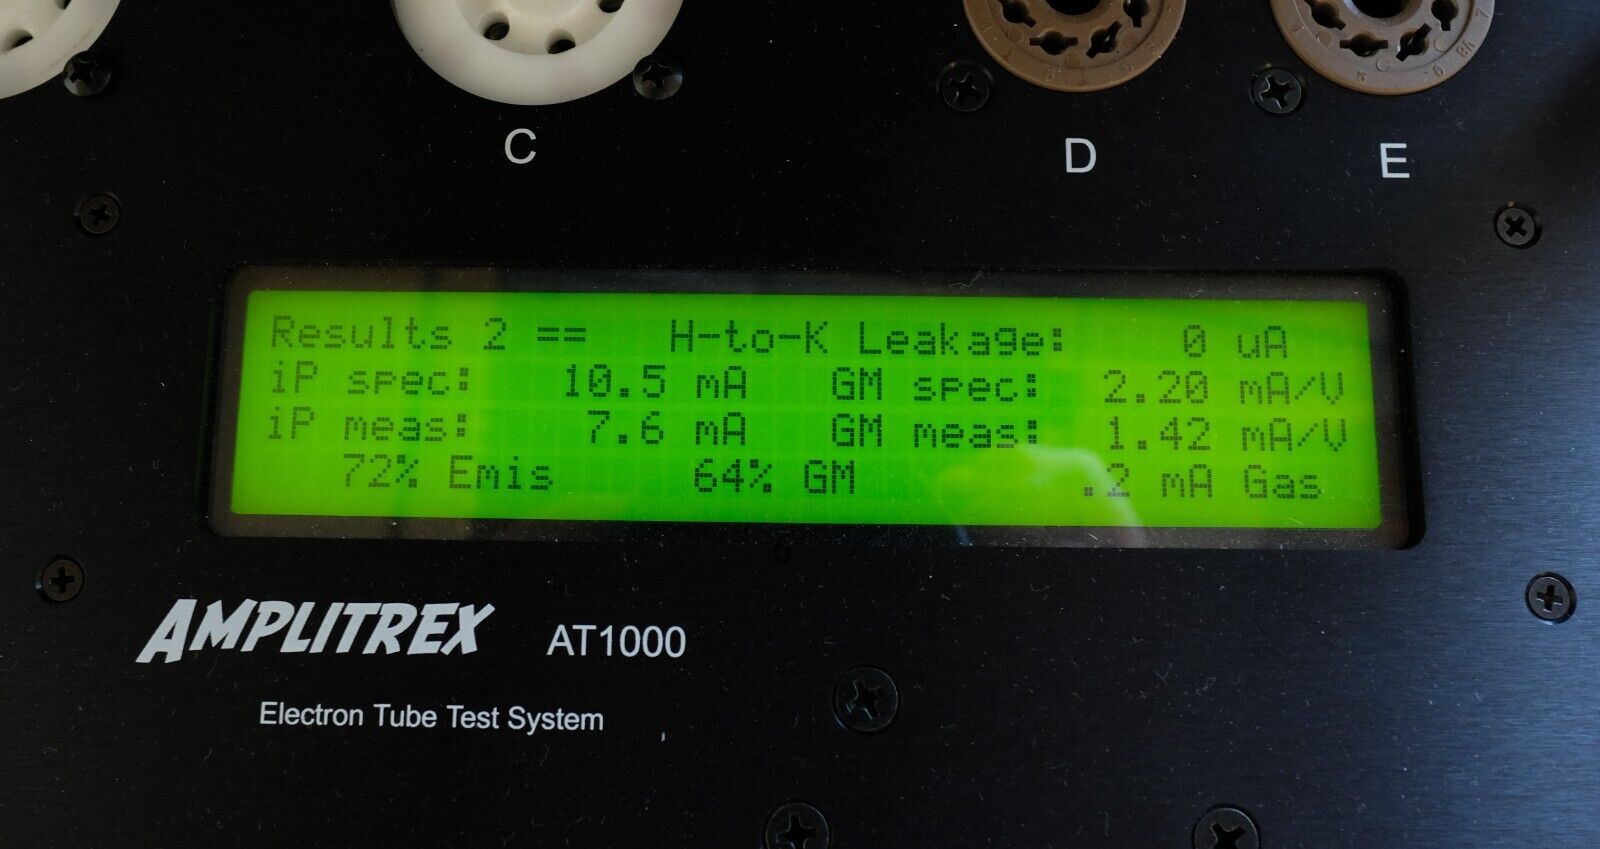 C
D
E
Results 2 == H-to-K Leakage: 0 uA
iP spec: 10.5 mA GM spec: 2.20 mA/V
iP meas: 7.6 mA GM meas: 1.42 mA/V
72% Emis 64% GM .2 mA Gas
AMPLITREX AT1000
Electron Tube Test System